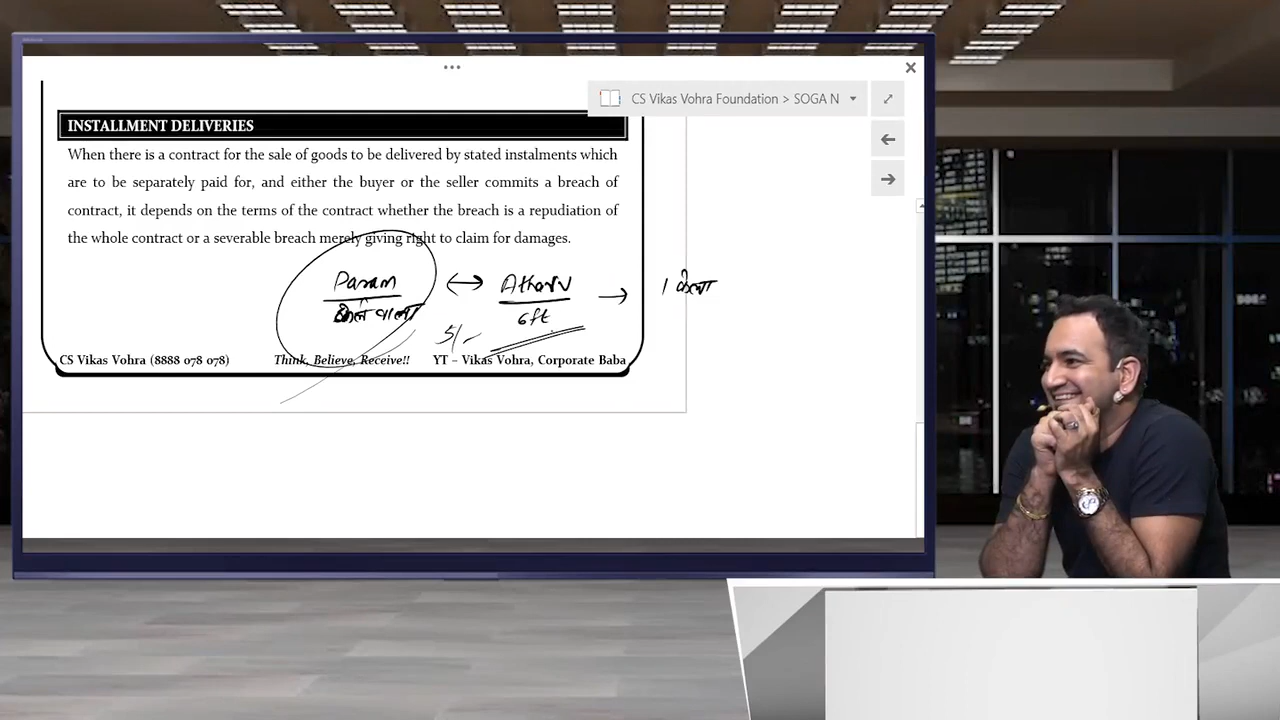 CS Vikas Vohra Foundation > SOGA N
INSTALLMENT DELIVERIES
When there is a contract for the sale of goods to be delivered by stated instalments which
are to be separately paid for, and either the buyer or the seller commits a breach of
contract, it depends on the terms of the contract whether the breach is a repudiation of
the whole contract or a severable breach merely giving right to claim for damages.
Param ↔ Atharv → 1 केला
केला वाला
6ft
5/-
CS Vikas Vohra (8888 078 078) Think, Believe, Receive!! YT – Vikas Vohra, Corporate Baba